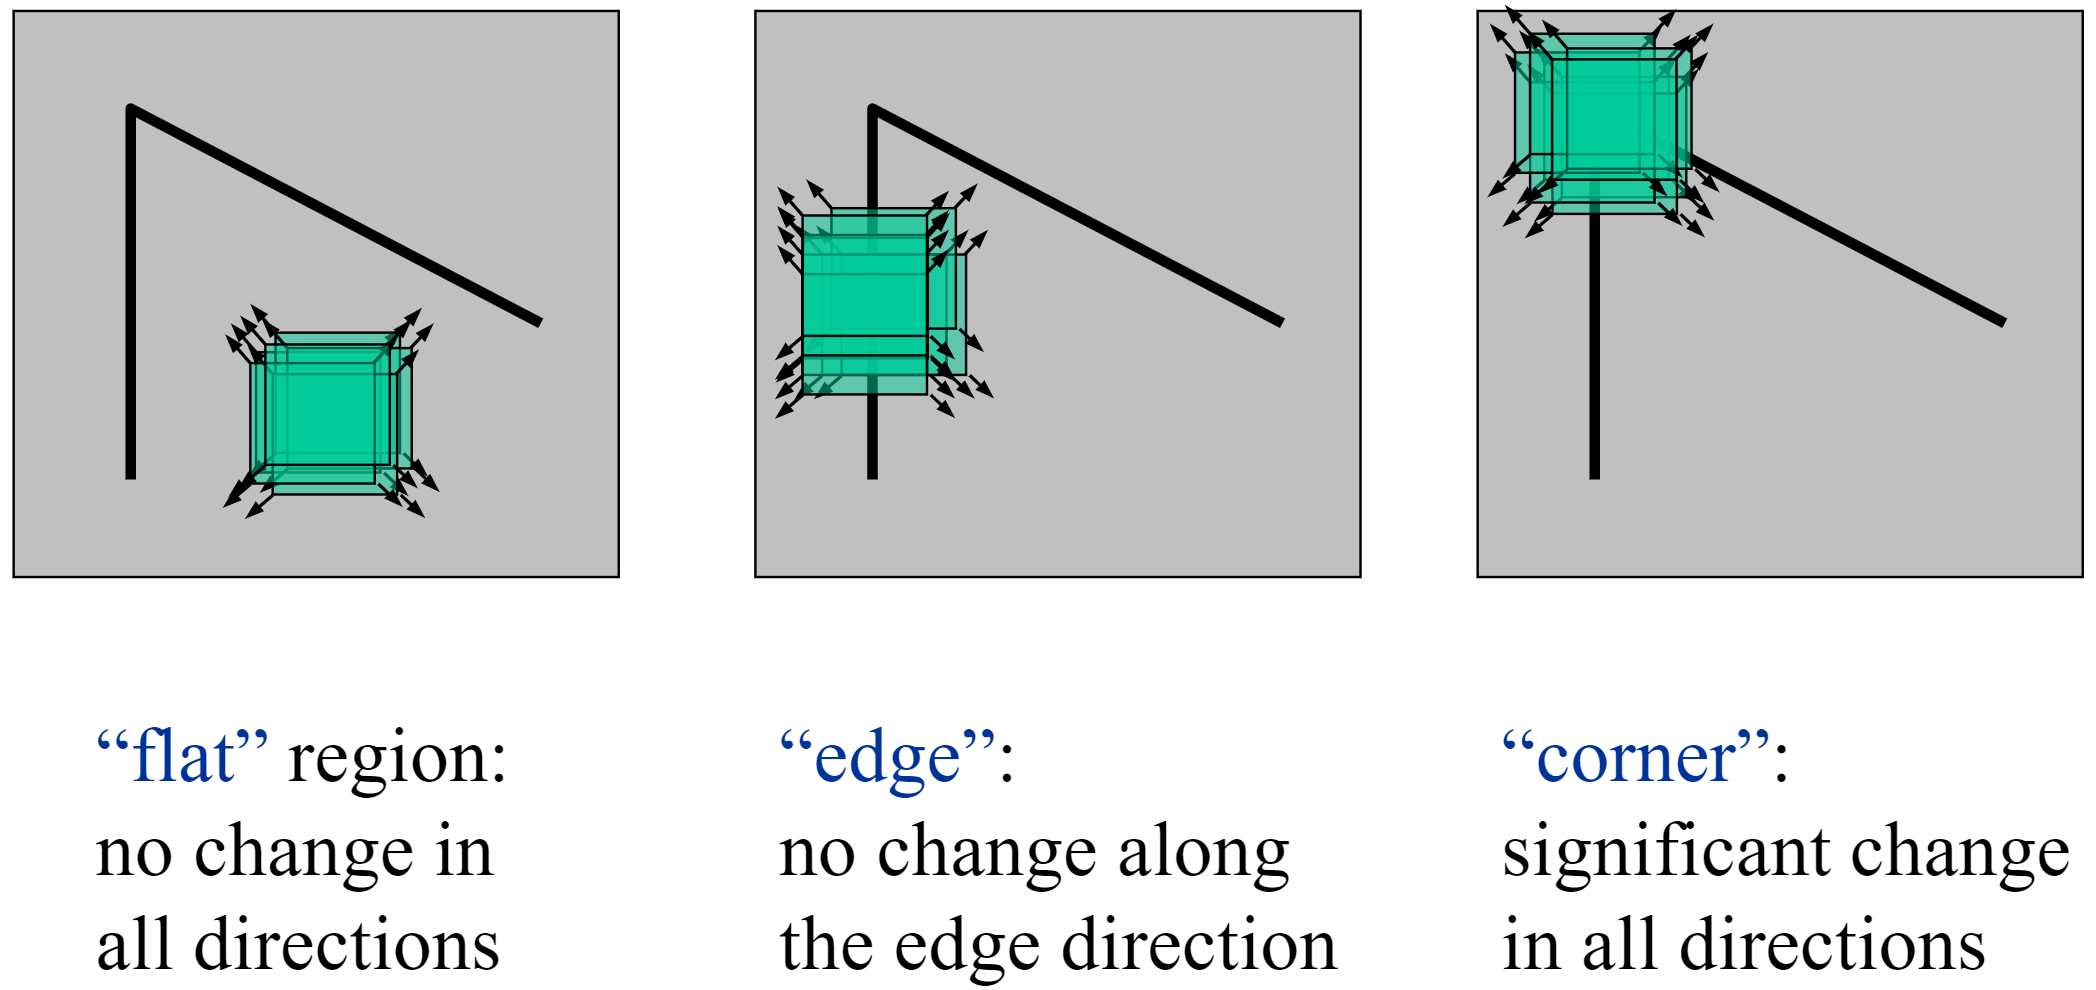 “flat” region:
no change in
all directions
“edge”:
no change along
the edge direction
“corner”:
significant change
in all directions